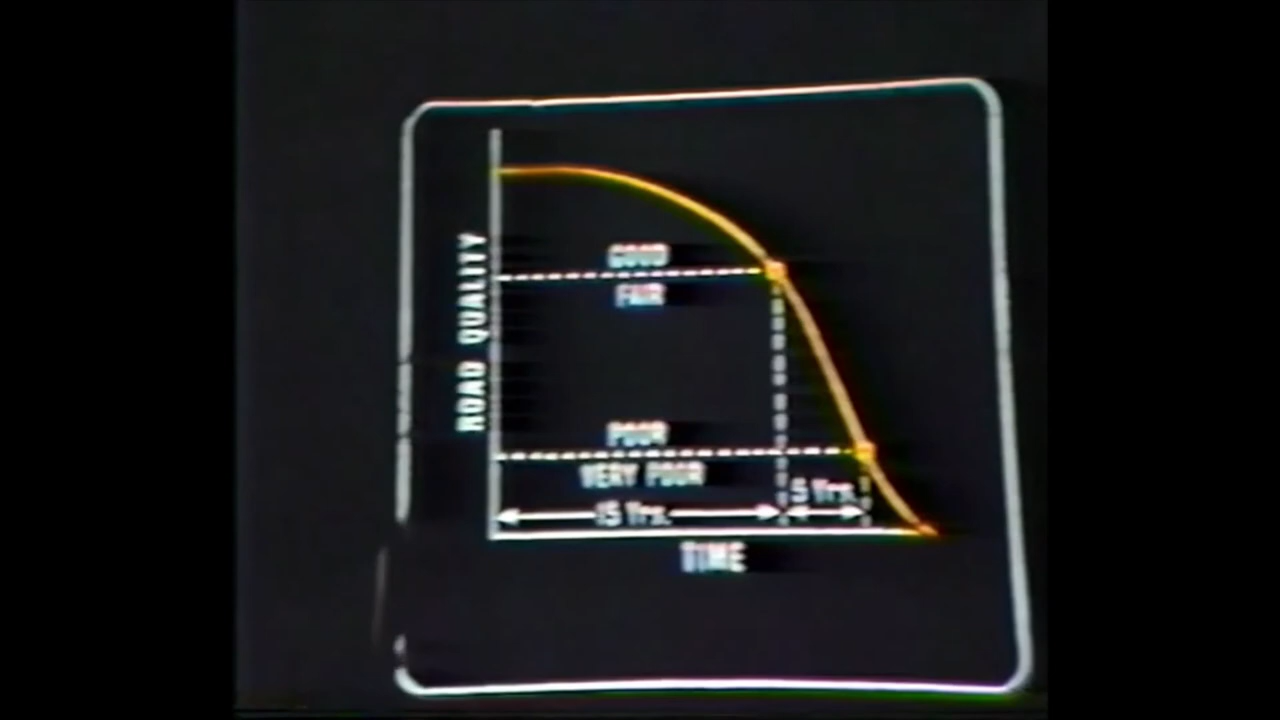 ROAD QUALITY
GOOD
FAIR
POOR
VERY POOR
15 Yrs.
5 Yrs.
TIME